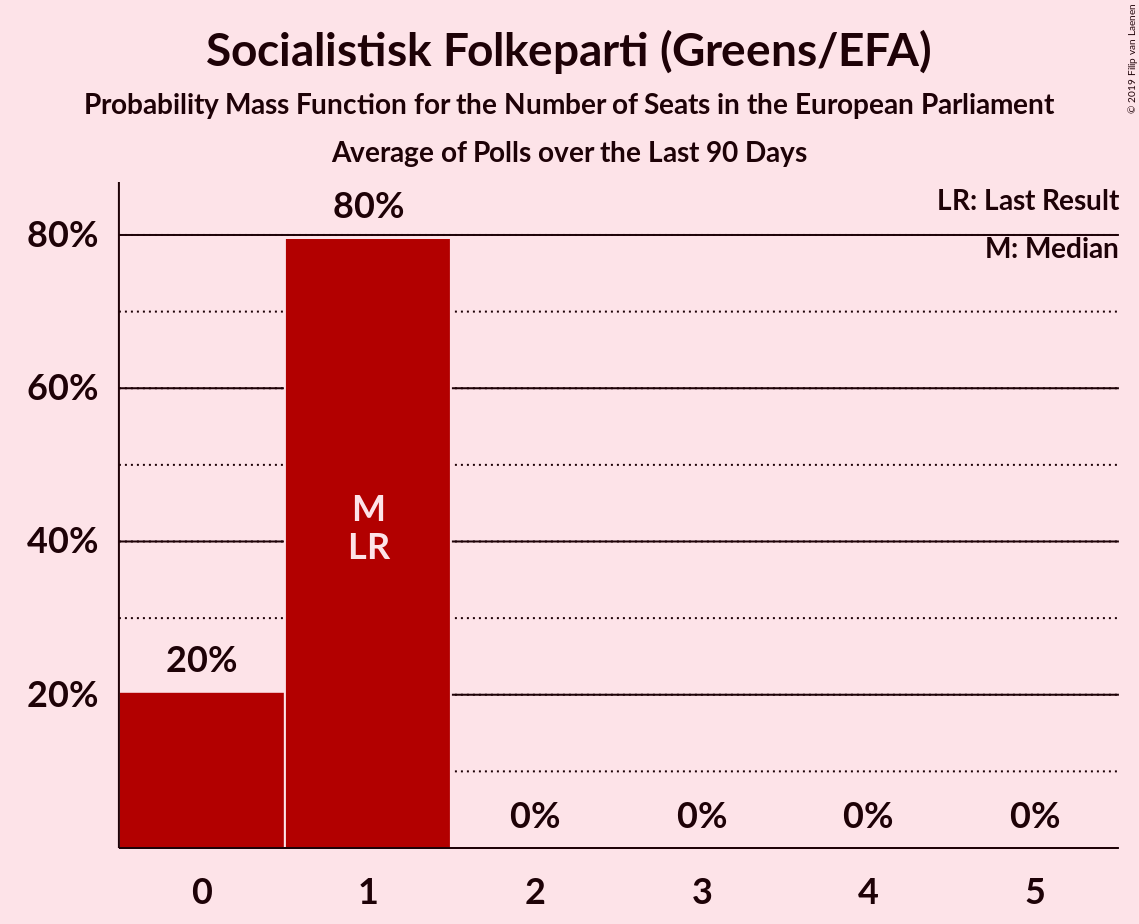 Socialistisk Folkeparti (Greens/EFA)
Probability Mass Function for the Number of Seats in the European Parliament
Average of Polls over the Last 90 Days
© 2019 Filip van Laenen
LR: Last Result
M: Median
80%
60%
40%
20%
20%
80%
M
LR
0%
0%
0%
0%
0
1
2
3
4
5